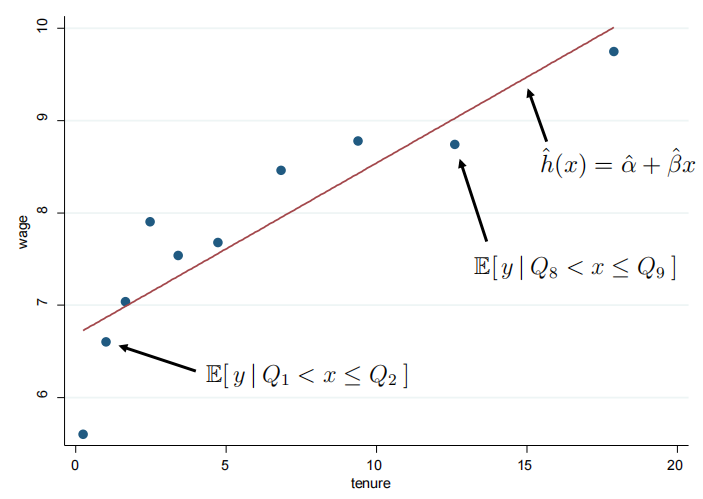 10
9
8
7
6
wage
ĥ(x) = α̂ + β̂x
𝔼[ y | Q₈ < x ≤ Q₉ ]
𝔼[ y | Q₁ < x ≤ Q₂ ]
0 5 10 15 20
tenure